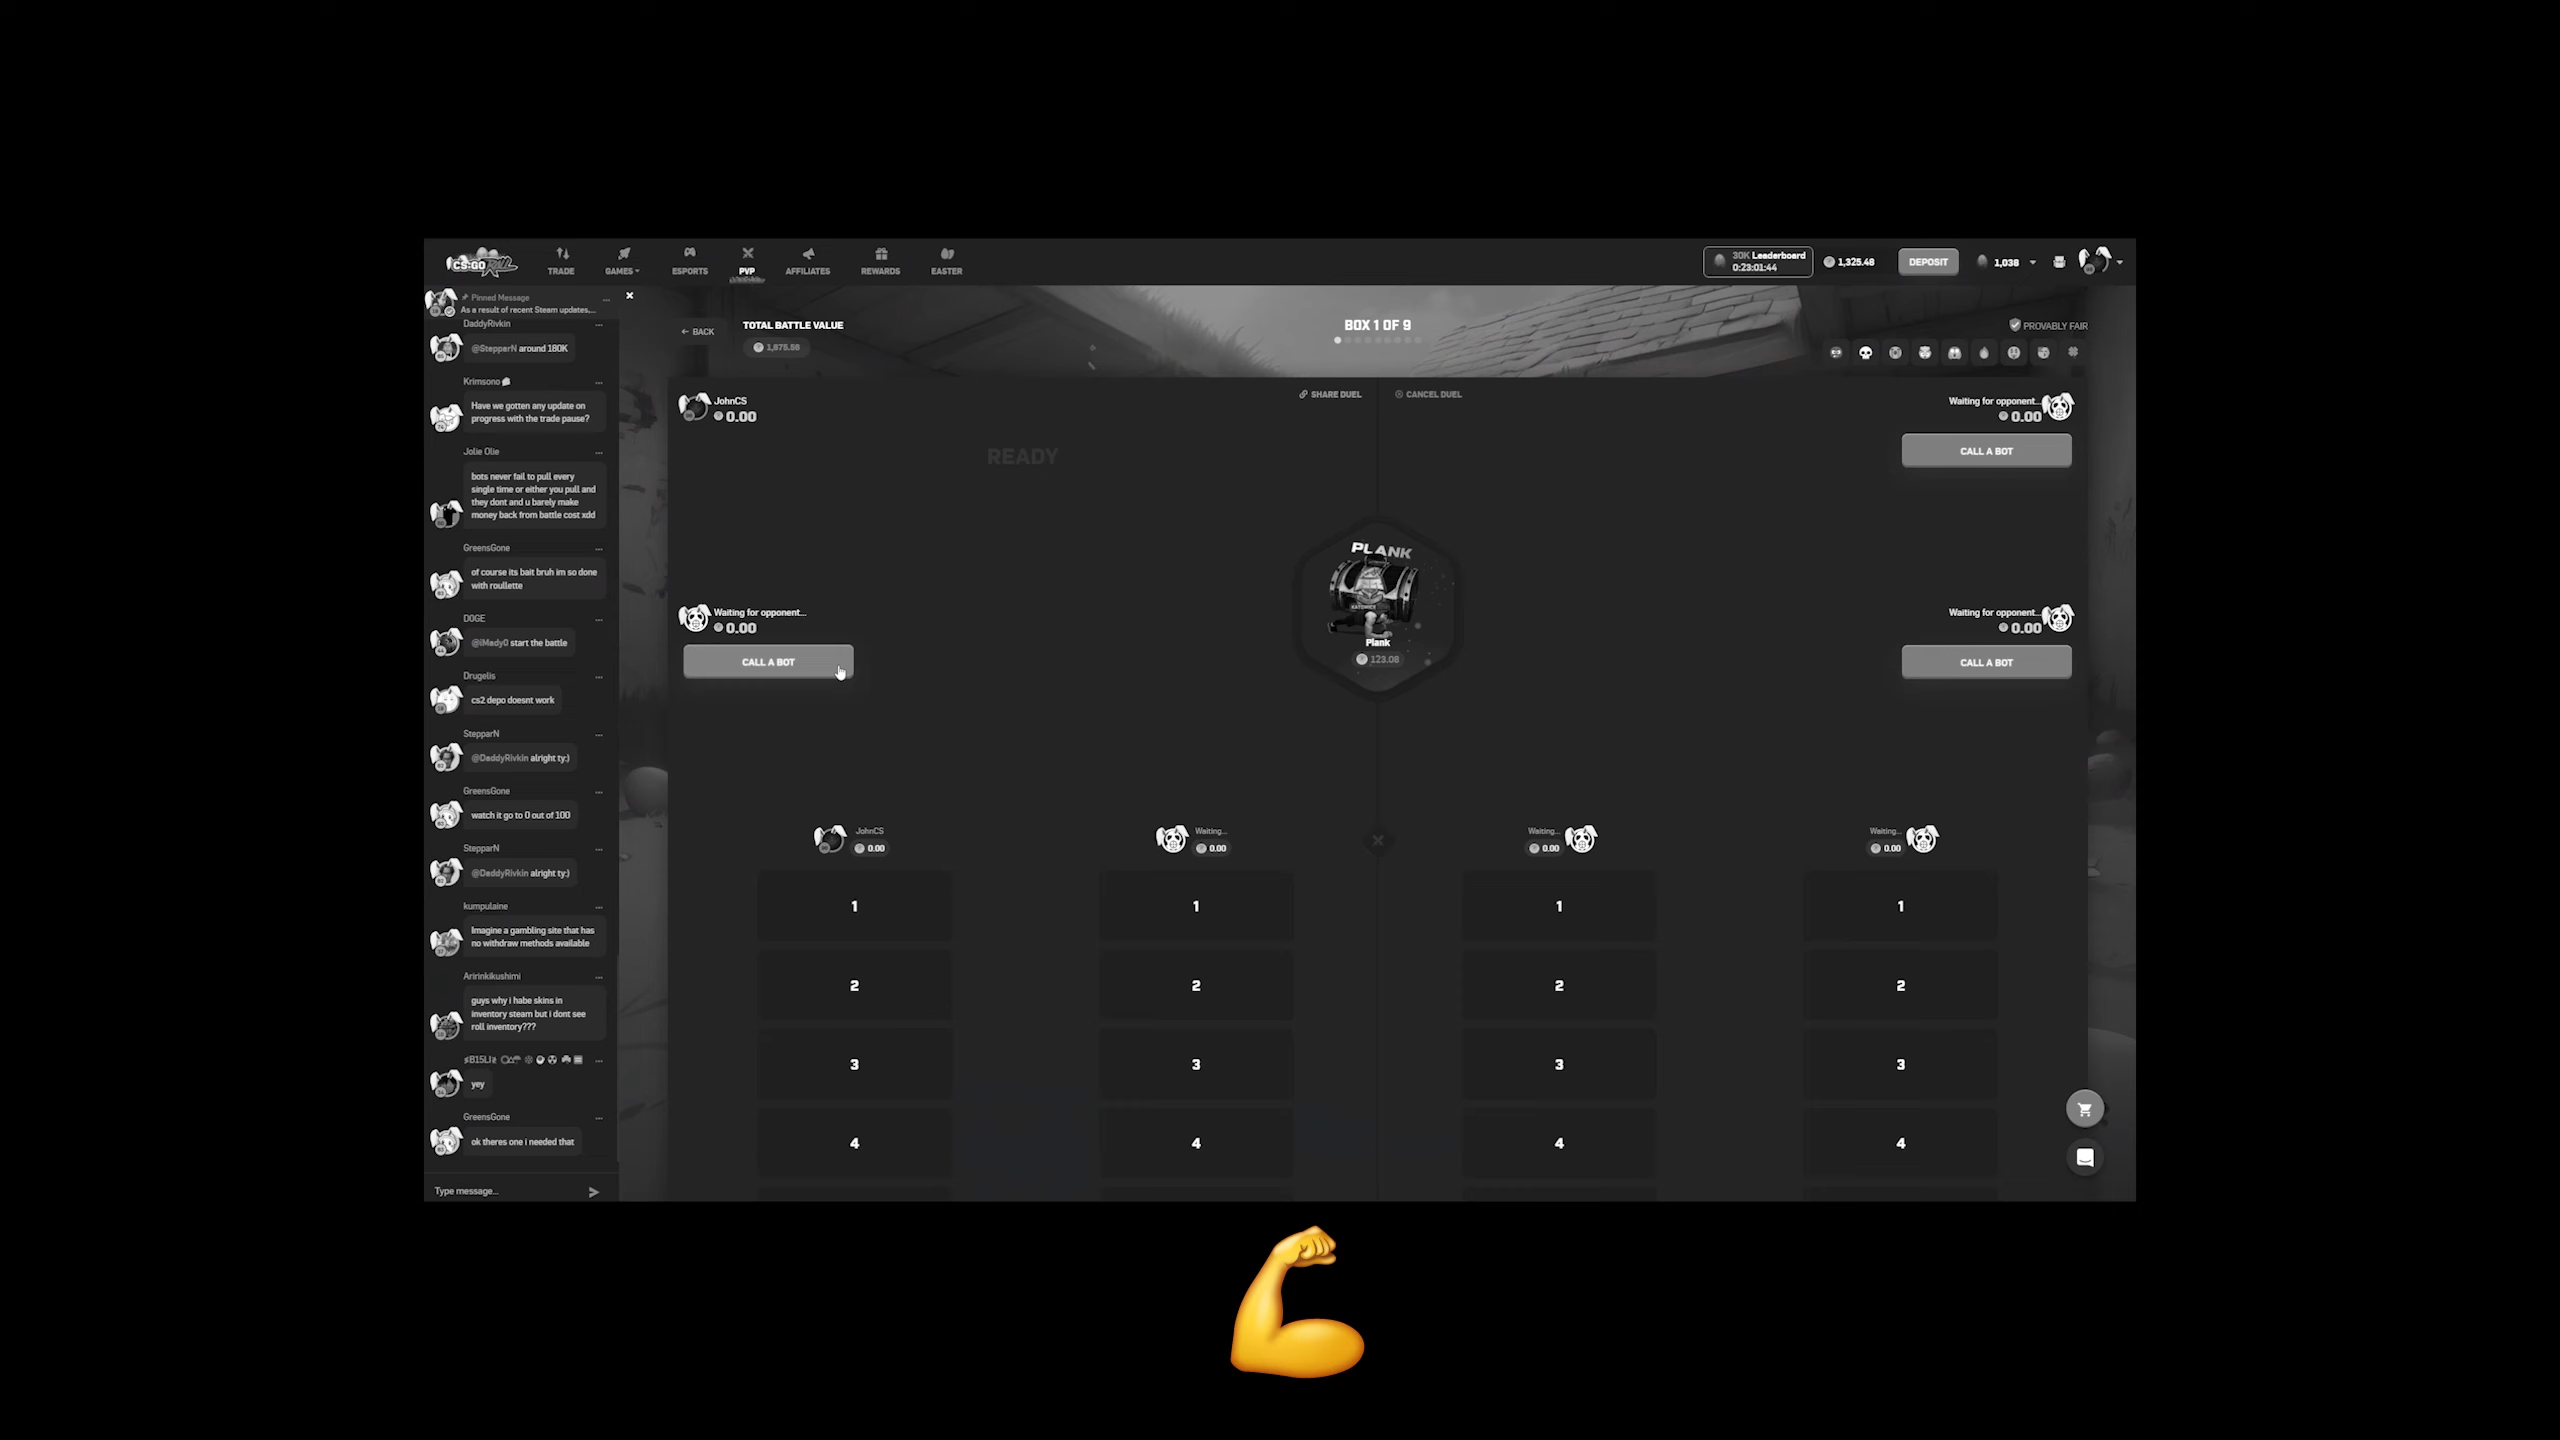 CS:GO ROLL
TRADE
GAMES
ESPORTS
PVP
AFFILIATES
REWARDS
EASTER
30K Leaderboard
0:23:01:44
1,325.48
DEPOSIT
1,038
Pinned Message
As a result of recent Steam updates,...
DaddyRivkin
@StepparN around 180K
Krimsono
Have we gotten any update on
progress with the trade pause?
Jolie Olie
bots never fail to pull every
single time or either you pull and
they dont and u barely make
money back from battle cost xdd
GreensGone
of course its bait bruh im so done
with roullette
DOGE
@iMady0 start the battle
Drugelis
cs2 depo doesnt work
StepparN
@DaddyRivkin alright ty:)
GreensGone
watch it go to 0 out of 100
StepparN
@DaddyRivkin alright ty:)
kumpulaine
Imagine a gambling site that has
no withdraw methods available
Aririnkikushimi
guys why i habe skins in
inventory steam but i dont see
roll inventory???
yey
GreensGone
ok theres one i needed that
Type message...
BACK
TOTAL BATTLE VALUE
1,675.56
BOX 1 OF 9
PROVABLY FAIR
JohnCS
0.00
SHARE DUEL
CANCEL DUEL
Waiting for opponent...
0.00
CALL A BOT
READY
PLANK
Plank
123.08
Waiting for opponent...
0.00
CALL A BOT
Waiting for opponent...
0.00
CALL A BOT
JohnCS
0.00
Waiting...
0.00
Waiting...
0.00
Waiting...
0.00
1 1 1 1
2 2 2 2
3 3 3 3
4 4 4 4